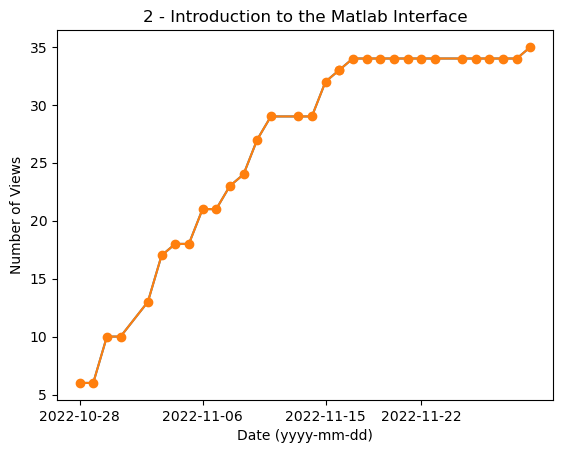 2 - Introduction to the Matlab Interface
35
30
25
20
15
10
5
Number of Views
2022-10-28 2022-11-06 2022-11-15 2022-11-22
Date (yyyy-mm-dd)